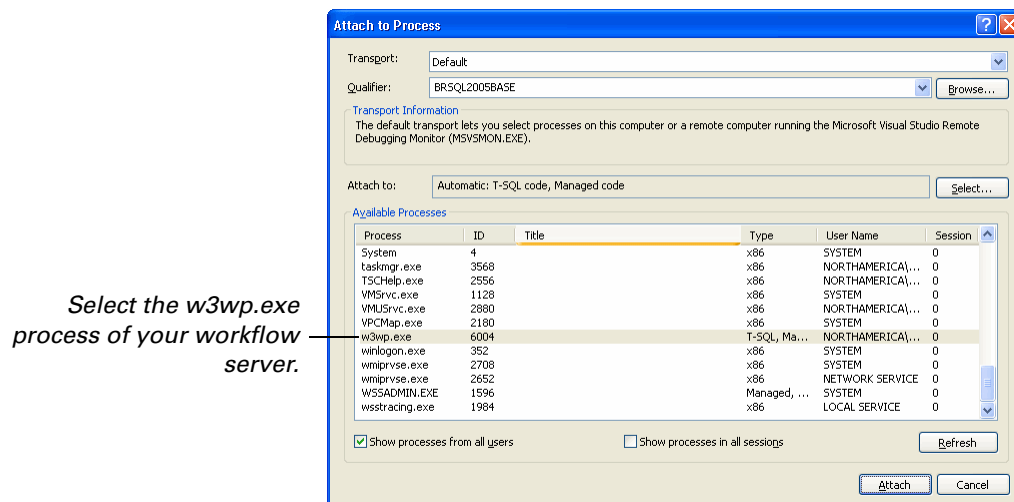 Attach to Process
Transport: Default
Qualifier: BRSQL2005BASE Browse...
Transport Information
The default transport lets you select processes on this computer or a remote computer running the Microsoft Visual Studio Remote
Debugging Monitor (MSVSMON.EXE).
Attach to: Automatic: T-SQL code, Managed code Select...
Available Processes
Process ID Title Type User Name Session
System 4 x86 SYSTEM 0
taskmgr.exe 3568 x86 NORTHAMERICA\... 0
TSCHelp.exe 2556 x86 NORTHAMERICA\... 0
VMSrvc.exe 1128 x86 SYSTEM 0
VMUSrvc.exe 2880 x86 NORTHAMERICA\... 0
VPCMap.exe 2180 x86 SYSTEM 0
w3wp.exe 6004 T-SQL, Ma... NORTHAMERICA\... 0
winlogon.exe 352 x86 SYSTEM 0
wmiprvse.exe 2708 x86 SYSTEM 0
wmiprvse.exe 2652 x86 NETWORK SERVICE 0
WSSADMIN.EXE 1596 Managed, ... SYSTEM 0
wsstracing.exe 1984 x86 LOCAL SERVICE 0
Select the w3wp.exe
process of your workflow
server.
Show processes from all users Show processes in all sessions Refresh
Attach Cancel